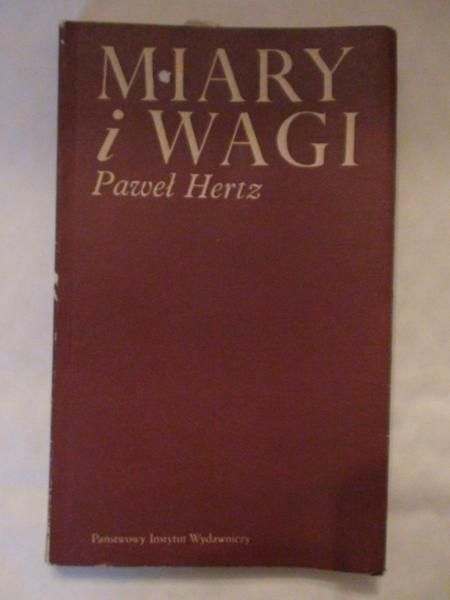 MIARY
i WAGI
Paweł Hertz
Państwowy Instytut Wydawniczy